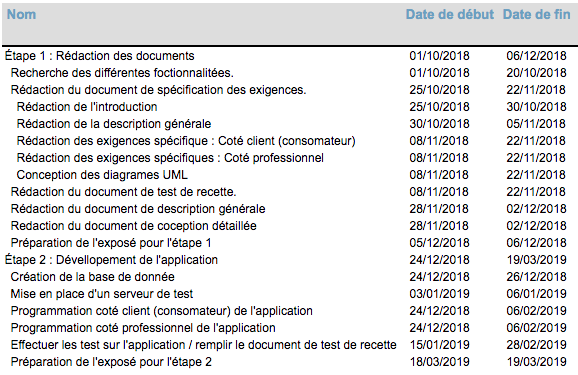 Nom Date de début Date de fin
Étape 1 : Rédaction des documents 01/10/2018 06/12/2018
Recherche des différentes foctionnalitées. 01/10/2018 20/10/2018
Rédaction du document de spécification des exigences. 25/10/2018 22/11/2018
Rédaction de l'introduction 25/10/2018 30/10/2018
Rédaction de la description générale 30/10/2018 05/11/2018
Rédaction des exigences spécifique : Coté client (consomateur) 08/11/2018 22/11/2018
Rédaction des exigences spécifiques : Coté professionnel 08/11/2018 22/11/2018
Conception des diagrames UML 08/11/2018 22/11/2018
Rédaction du document de test de recette. 08/11/2018 22/11/2018
Rédaction du document de description générale 28/11/2018 02/12/2018
Redaction du document de coception détaillée 28/11/2018 02/12/2018
Préparation de l'exposé pour l'étape 1 05/12/2018 06/12/2018
Étape 2 : Dévellopement de l'application 24/12/2018 19/03/2019
Création de la base de donnée 24/12/2018 26/12/2018
Mise en place d'un serveur de test 03/01/2019 06/01/2019
Programmation coté client (consomateur) de l'application 24/12/2018 06/02/2019
Programmation coté professionel de l'application 24/12/2018 06/02/2019
Effectuer les test sur l'application / remplir le document de test de recette 15/01/2019 28/02/2019
Préparation de l'exposé pour l'étape 2 18/03/2019 19/03/2019